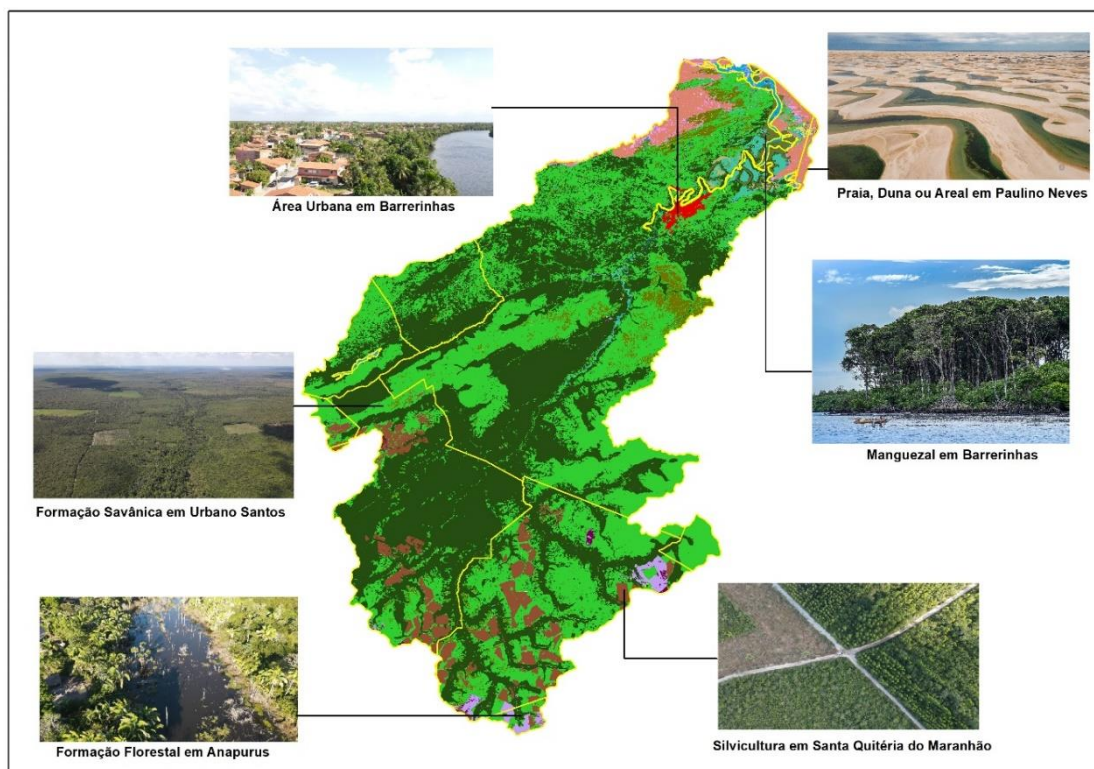 Área Urbana em Barrerinhas
Praia, Duna ou Areal em Paulino Neves
Manguezal em Barrerinhas
Formação Savânica em Urbano Santos
Formação Florestal em Anapurus
Silvicultura em Santa Quitéria do Maranhão